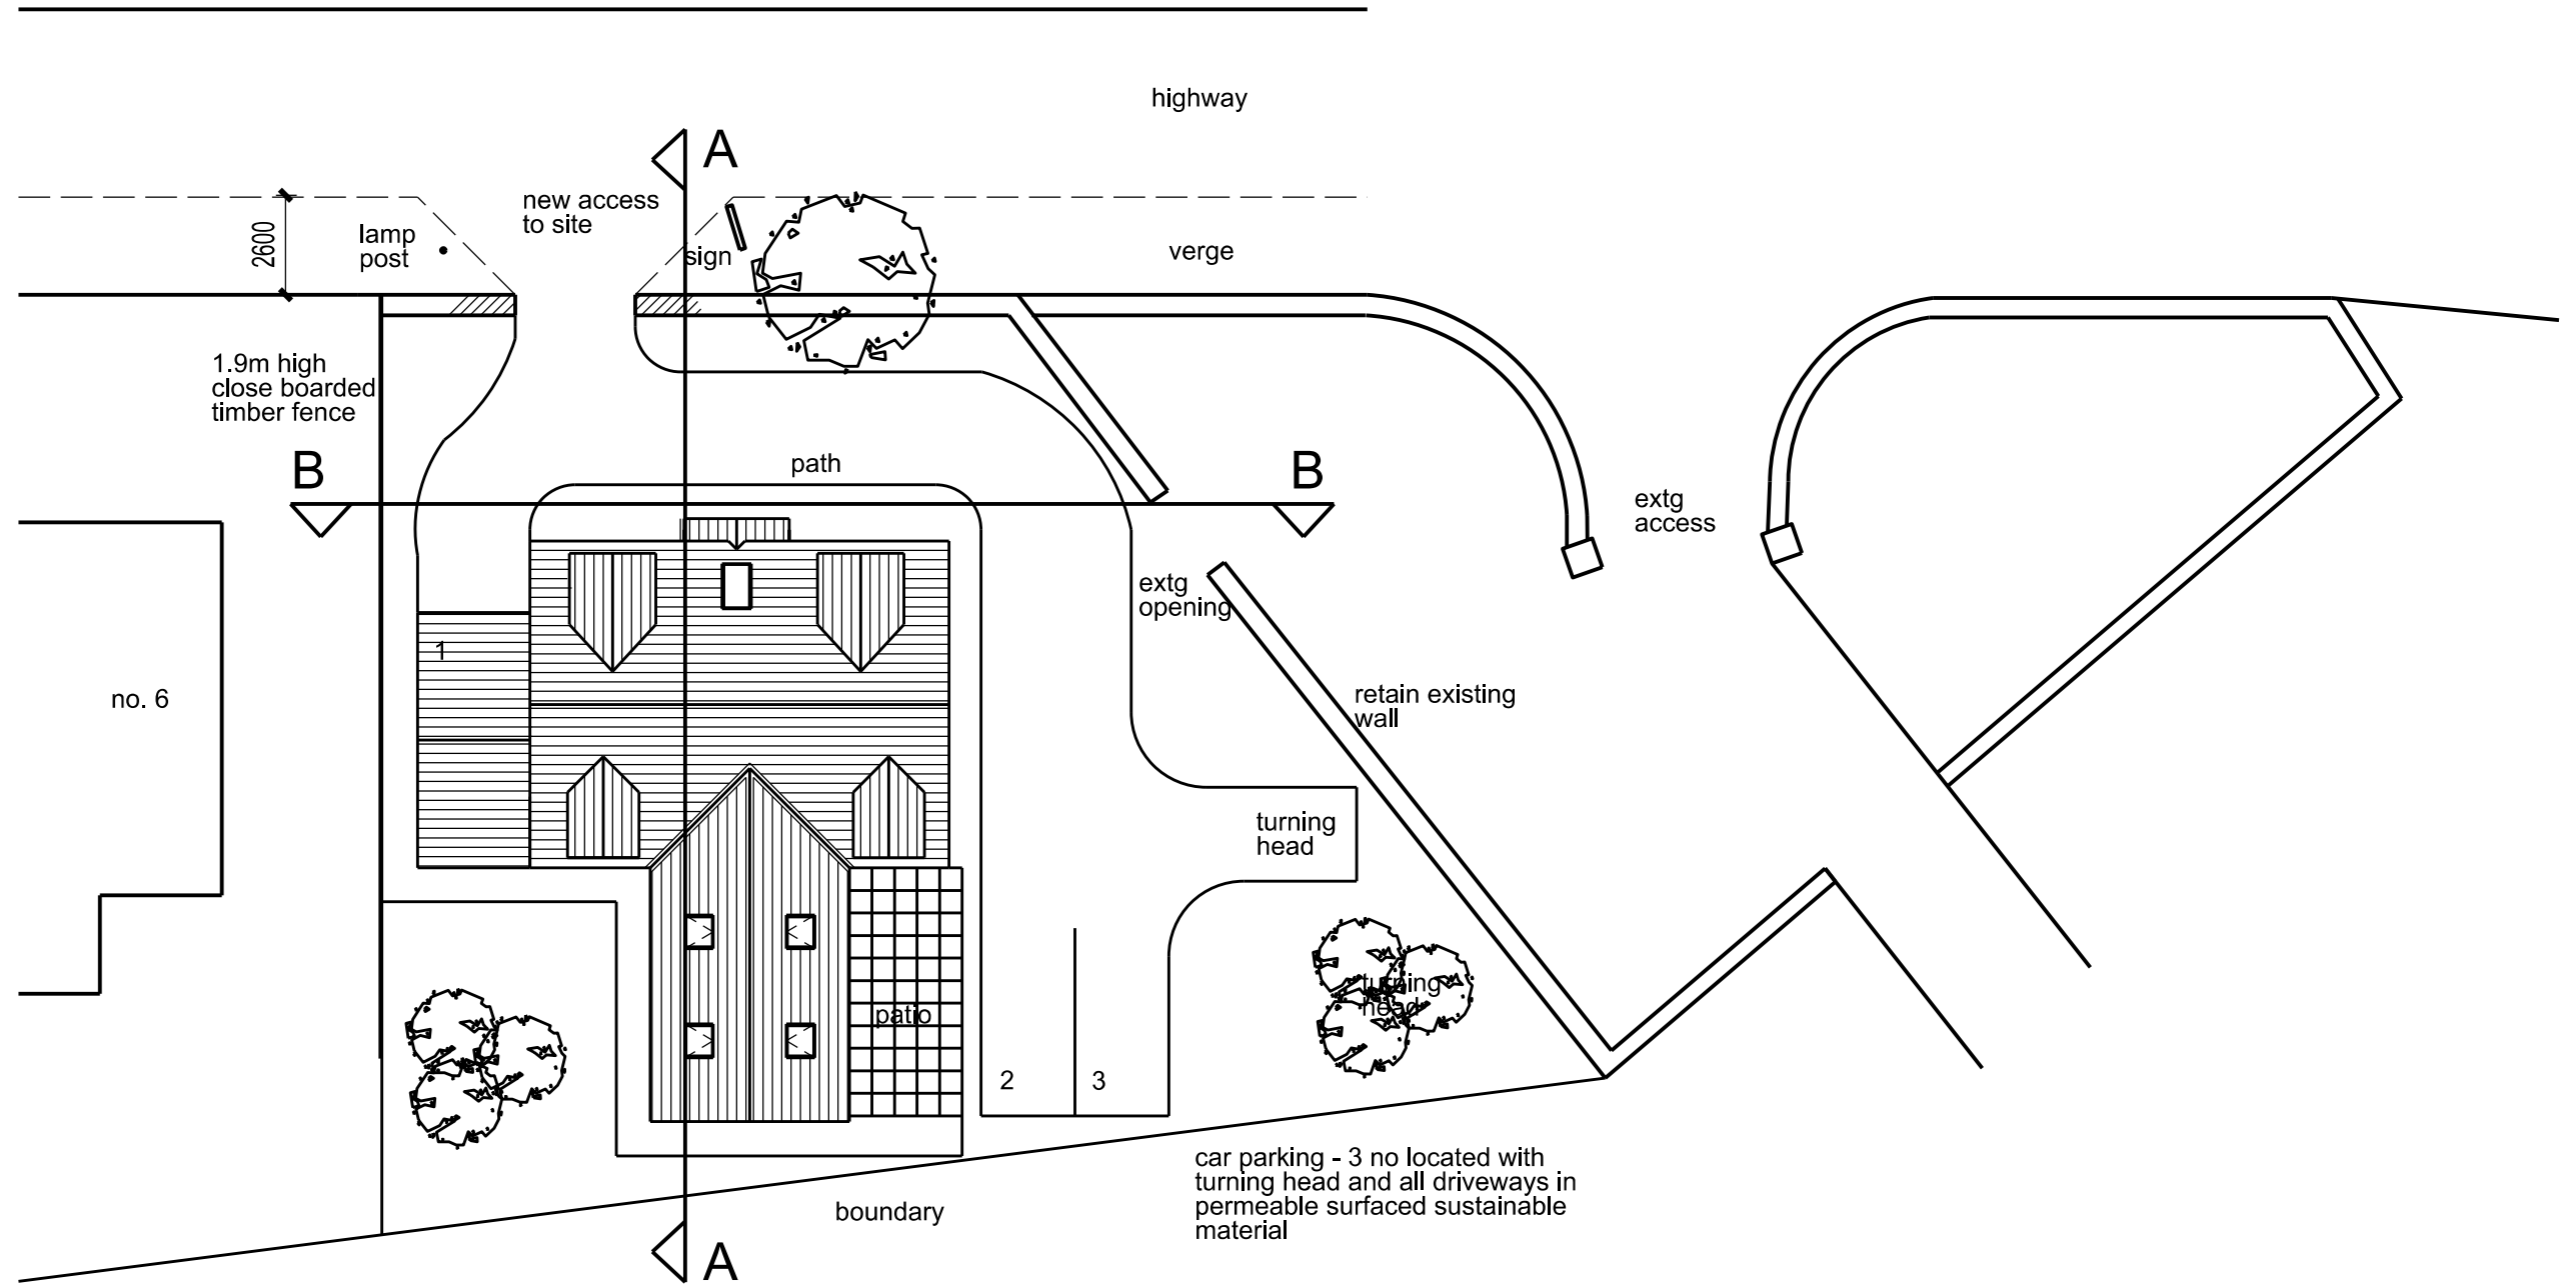 highway
A
new access
to site
2600
lamp
post
sign
verge
1.9m high
close boarded
timber fence
B
path
B
extg
access
extg
opening
1
no. 6
retain existing
wall
turning
head
turning
head
patio
2
3
car parking - 3 no located with
turning head and all driveways in
permeable surfaced sustainable
material
boundary
A